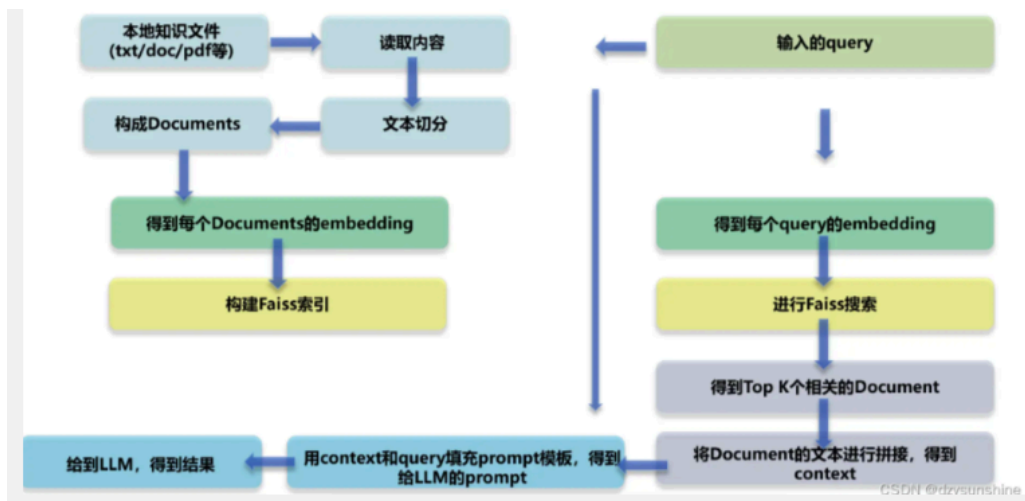 本地知识文件
(txt/doc/pdf等)
读取内容
输入的query
构成Documents
文本切分
得到每个Documents的embedding
得到每个query的embedding
构建Faiss索引
进行Faiss搜索
得到Top K个相关的Document
给到LLM，得到结果
用context和query填充prompt模板，得到
给LLM的prompt
将Document的文本进行拼接，得到
context
CSDN @dzysunshine